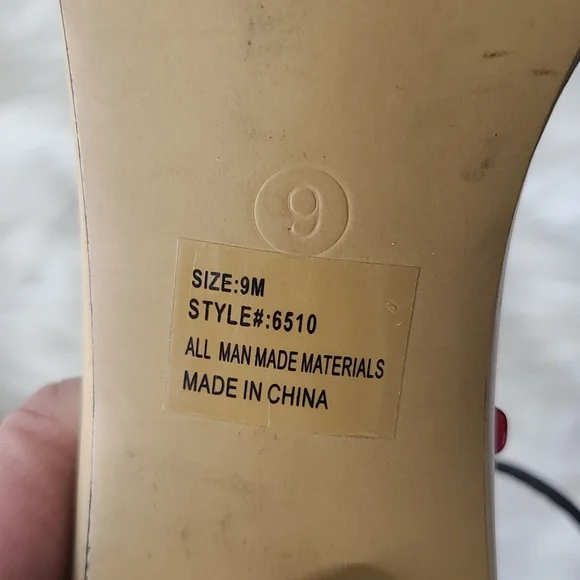 9
SIZE:9M
STYLE#:6510
ALL MAN MADE MATERIALS
MADE IN CHINA